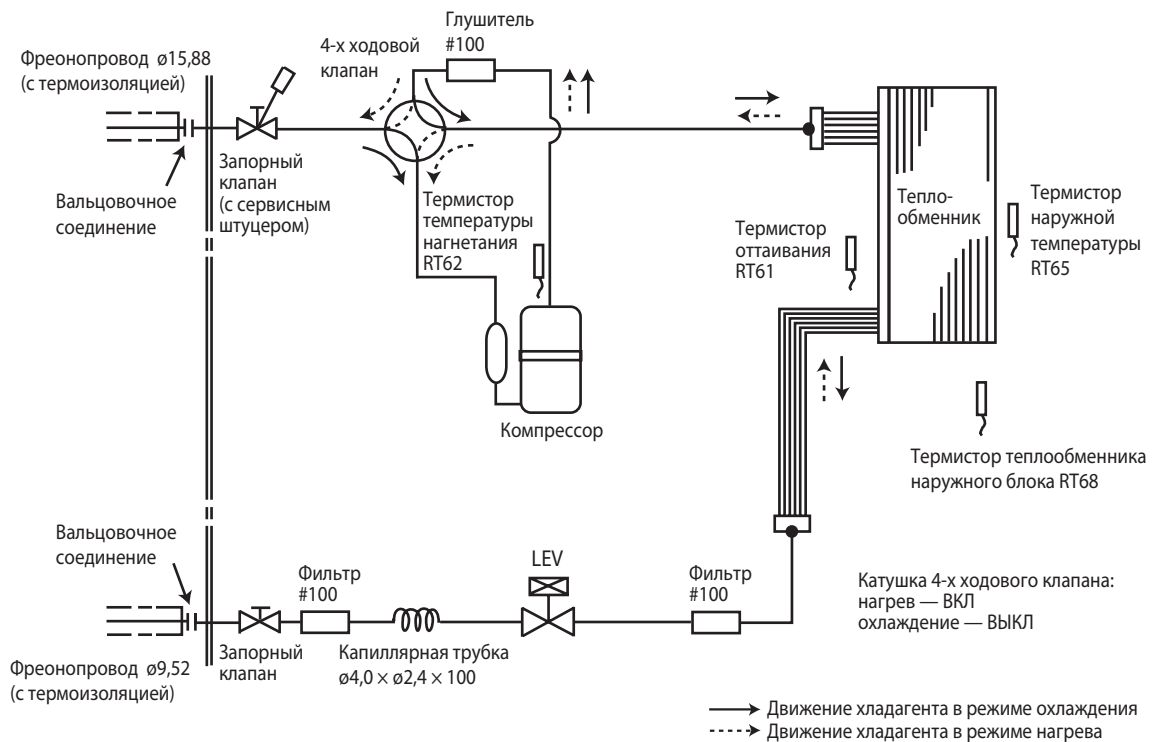 Глушитель
#100
4-х ходовой
клапан
Фреонопровод ø15,88
(с термоизоляцией)
Вальцовочное
соединение
Запорный
клапан
(с сервисным
штуцером)
Термистор
температуры
нагнетания
RT62
Компрессор
Термистор
оттаивания
RT61
Тепло-
обменник
Термистор
наружной
температуры
RT65
Термистор теплообменника
наружного блока RT68
Вальцовочное
соединение
Фреонопровод ø9,52
(с термоизоляцией)
Запорный
клапан
Фильтр
#100
Капиллярная трубка
ø4,0 × ø2,4 × 100
LEV
Фильтр
#100
Катушка 4-х ходового клапана:
нагрев — ВКЛ
охлаждение — ВЫКЛ
Движение хладагента в режиме охлаждения
Движение хладагента в режиме нагрева